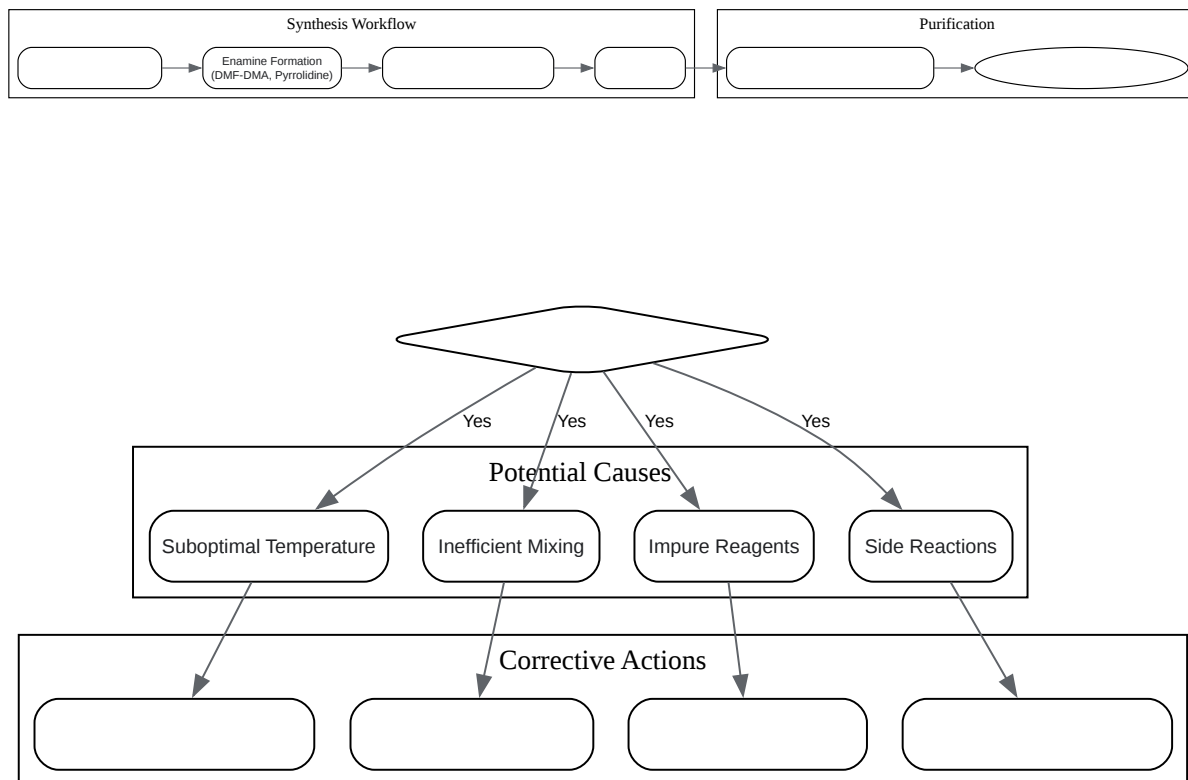 Synthesis Workflow
Purification
Enamine Formation
(DMF-DMA, Pyrrolidine)
Yes
Yes
Yes
Yes
Potential Causes
Suboptimal Temperature
Inefficient Mixing
Impure Reagents
Side Reactions
Corrective Actions